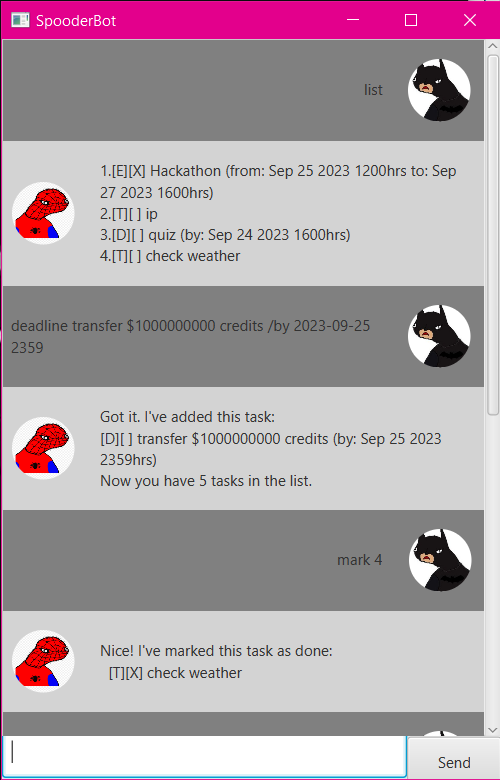 SpooderBot
list
1.[E][X] Hackathon (from: Sep 25 2023 1200hrs to: Sep
27 2023 1600hrs)
2.[T][ ] ip
3.[D][ ] quiz (by: Sep 24 2023 1600hrs)
4.[T][ ] check weather
deadline transfer $1000000000 credits /by 2023-09-25
2359
Got it. I've added this task:
[D][ ] transfer $1000000000 credits (by: Sep 25 2023
2359hrs)
Now you have 5 tasks in the list.
mark 4
Nice! I've marked this task as done:
[T][X] check weather
Send